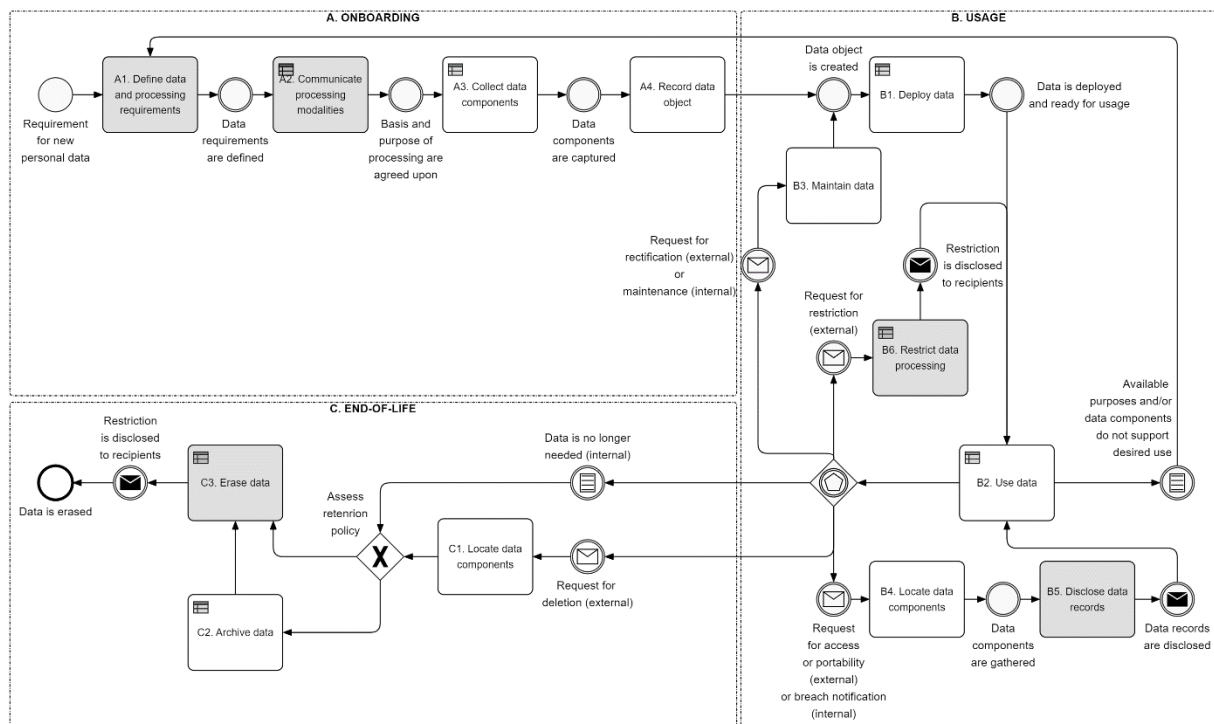 A. ONBOARDING
A1. Define data
and processing
requirements
A2. Communicate
processing
modalities
A3. Collect data
components
A4. Record data
object
Requirement
for new
personal data
Data
requirements
are defined
Basis and
purpose of
processing are
agreed upon
Data
components
are captured
B. USAGE
Data object
is created
B1. Deploy data
Data is deployed
and ready for usage
B3. Maintain data
Request for
rectification (external)
or
maintenance (internal)
Restriction
is disclosed
to recipients
Request for
restriction
(external)
B6. Restrict data
processing
Available
purposes and/or
data components
do not support
desired use
B2. Use data
B4. Locate data
components
B5. Disclose data
records
Request
for access
or portability
(external)
or breach notification
(internal)
Data
components
are gathered
Data records
are disclosed
C. END-OF-LIFE
Restriction
is disclosed
to recipients
Data is no longer
needed (internal)
C3. Erase data
Data is erased
Assess
retenrion
policy
X
C1. Locate data
components
Request for
deletion (external)
C2. Archive data